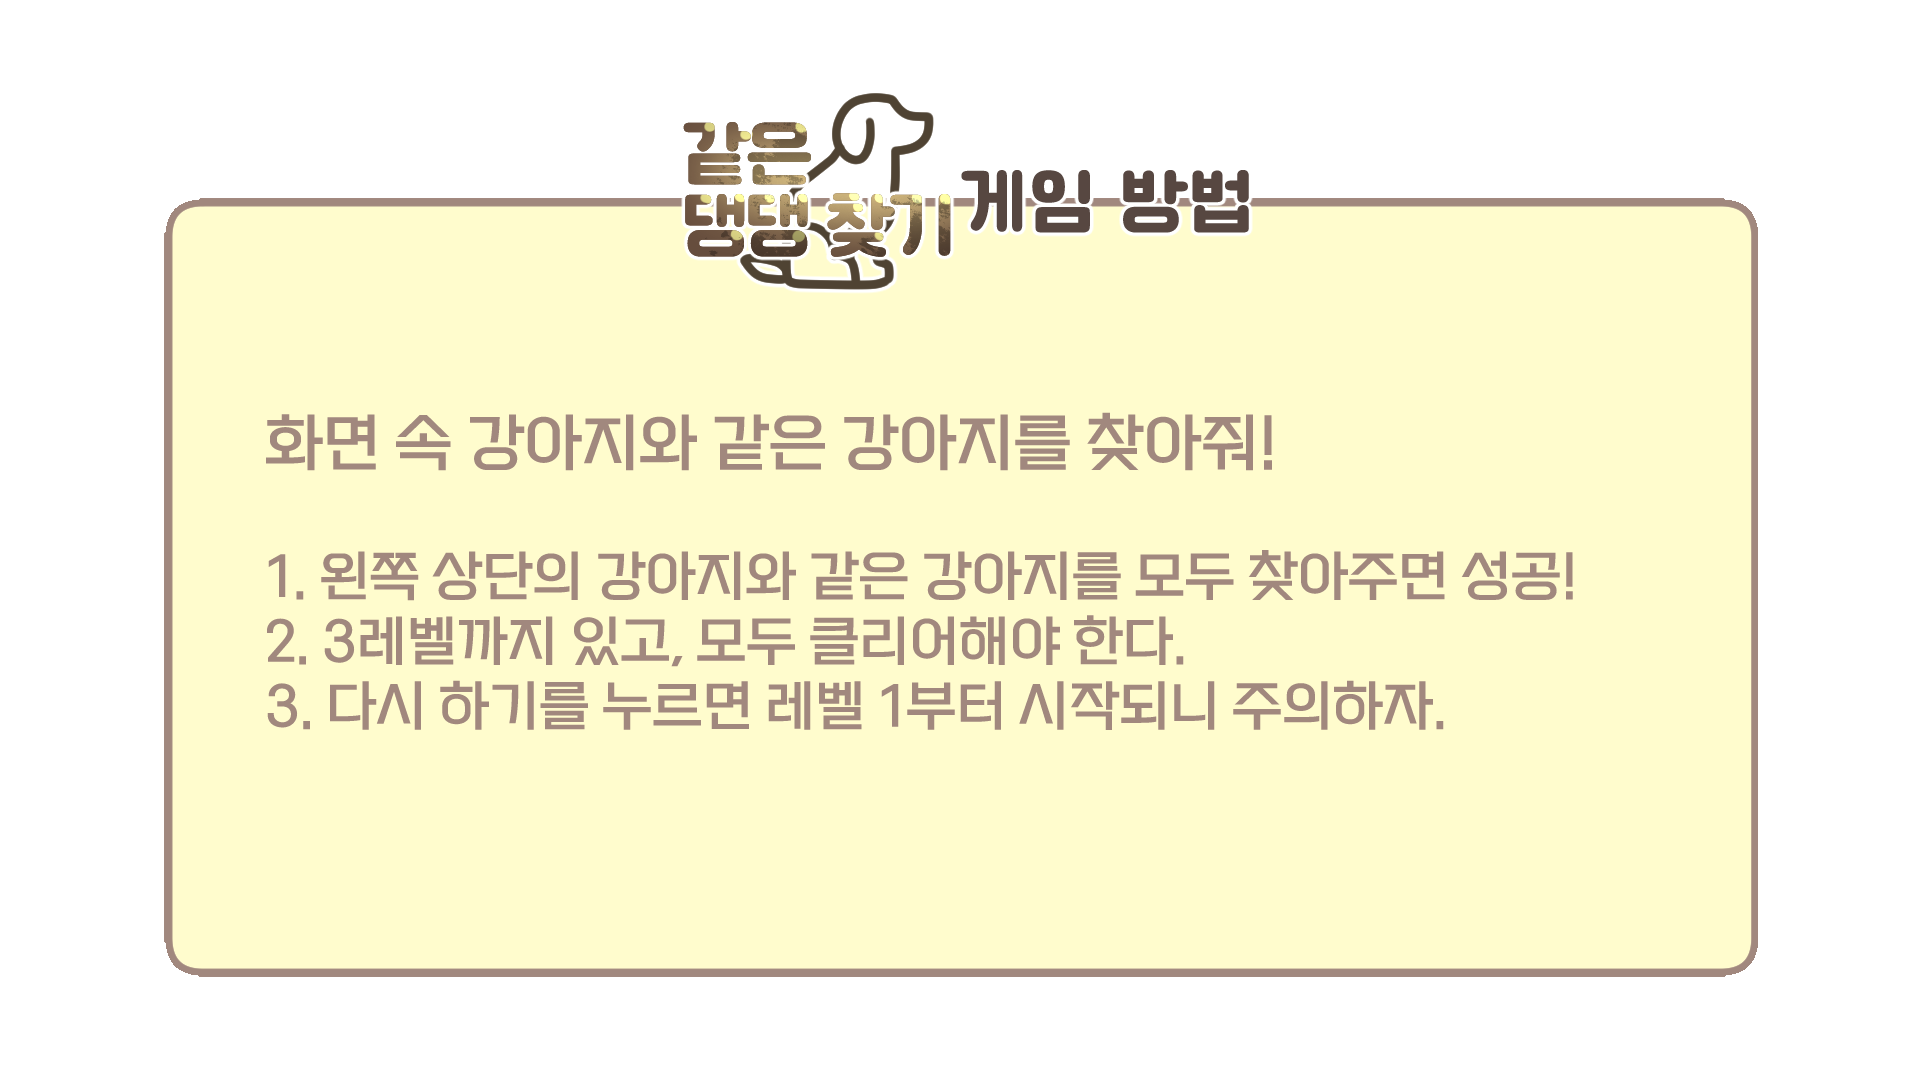 같은
댕댕 찾기 게임 방법
화면 속 강아지와 같은 강아지를 찾아줘!
1. 왼쪽 상단의 강아지와 같은 강아지를 모두 찾아주면 성공!
2. 3레벨까지 있고, 모두 클리어해야 한다.
3. 다시 하기를 누르면 레벨 1부터 시작되니 주의하자.